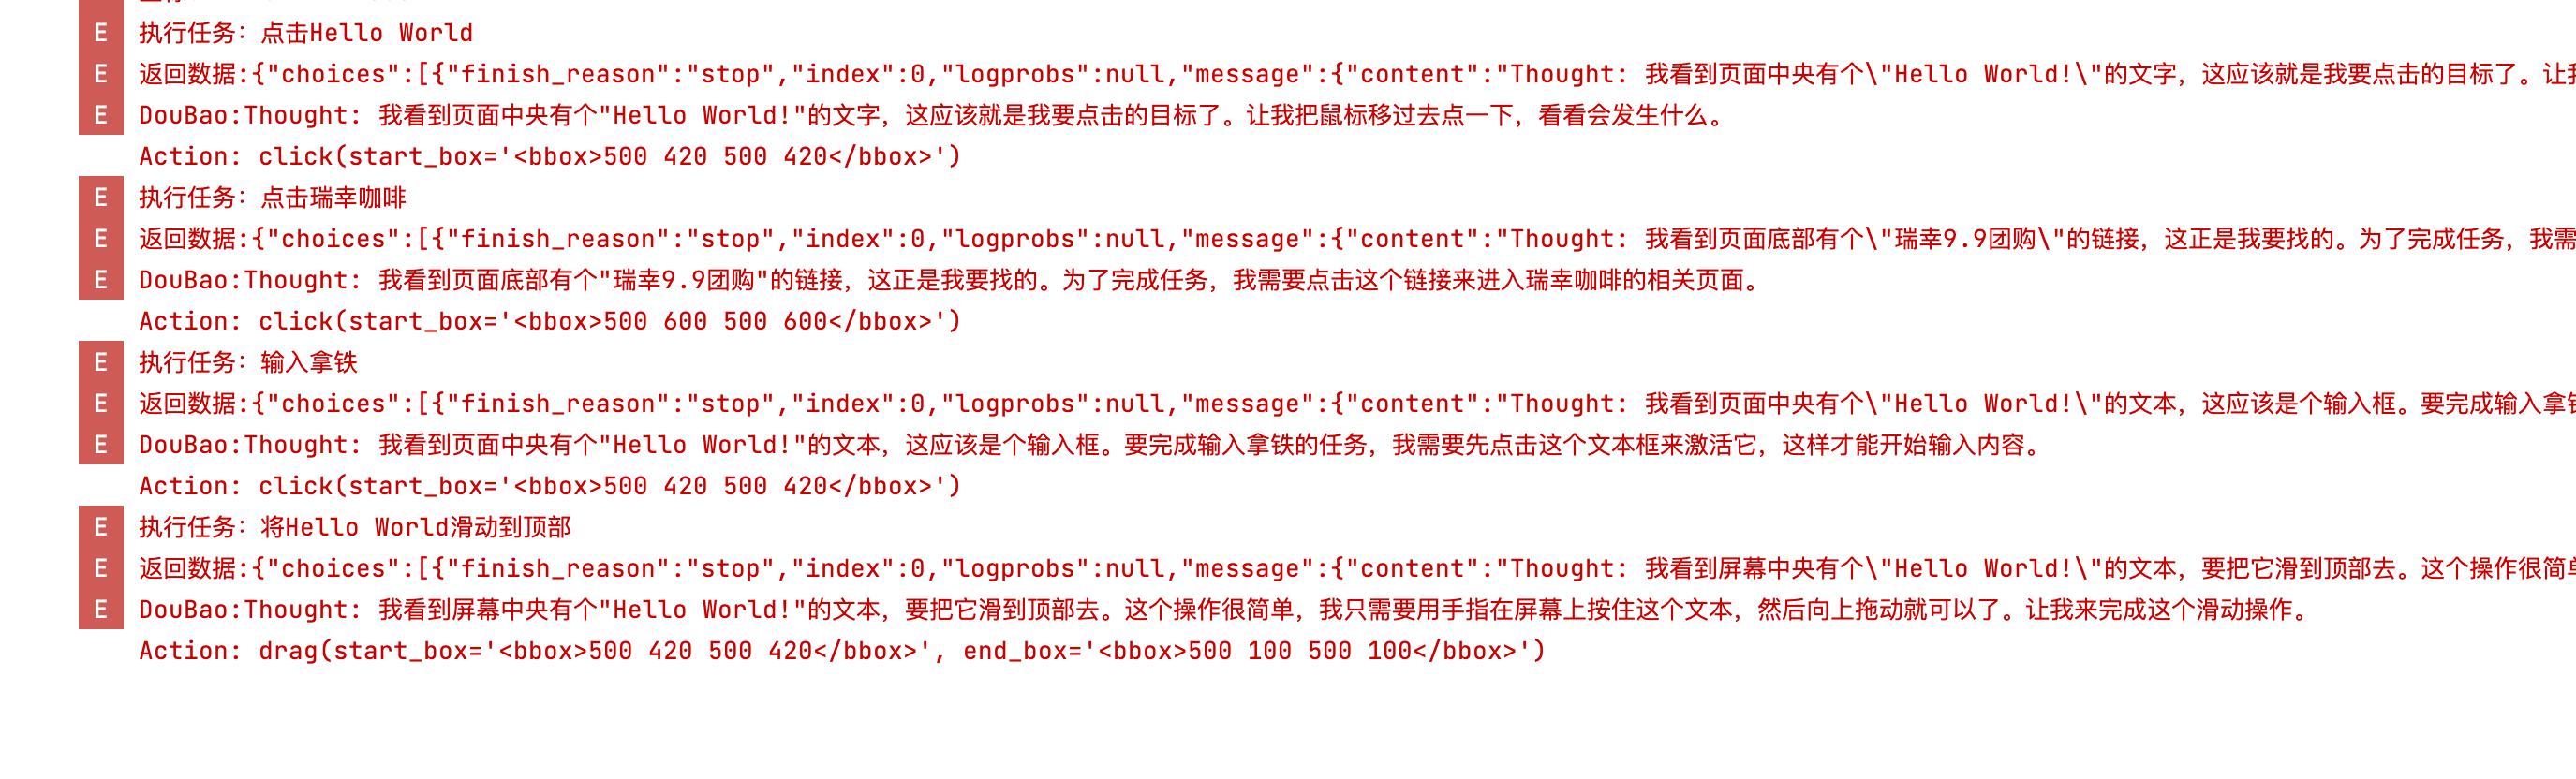 E 执行任务：点击Hello World
E 返回数据:{"choices":[{"finish_reason":"stop","index":0,"logprobs":null,"message":{"content":"Thought: 我看到页面中央有个\"Hello World!\"的文字，这应该就是我要点击的目标了。让
E DouBao:Thought: 我看到页面中央有个"Hello World!"的文字，这应该就是我要点击的目标了。让我把鼠标移过去点一下，看看会发生什么。
Action: click(start_box='<bbox>500 420 500 420</bbox>')
E 执行任务：点击瑞幸咖啡
E 返回数据:{"choices":[{"finish_reason":"stop","index":0,"logprobs":null,"message":{"content":"Thought: 我看到页面底部有个\"瑞幸9.9团购\"的链接，这正是我要找的。为了完成任务，我需
E DouBao:Thought: 我看到页面底部有个"瑞幸9.9团购"的链接，这正是我要找的。为了完成任务，我需要点击这个链接来进入瑞幸咖啡的相关页面。
Action: click(start_box='<bbox>500 600 500 600</bbox>')
E 执行任务：输入拿铁
E 返回数据:{"choices":[{"finish_reason":"stop","index":0,"logprobs":null,"message":{"content":"Thought: 我看到页面中央有个\"Hello World!\"的文本，这应该是个输入框。要完成输入拿铁
E DouBao:Thought: 我看到页面中央有个"Hello World!"的文本，这应该是个输入框。要完成输入拿铁的任务，我需要先点击这个文本框来激活它，这样才能开始输入内容。
Action: click(start_box='<bbox>500 420 500 420</bbox>')
E 执行任务：将Hello World滑动到顶部
E 返回数据:{"choices":[{"finish_reason":"stop","index":0,"logprobs":null,"message":{"content":"Thought: 我看到屏幕中央有个\"Hello World!\"的文本，要把它滑到顶部去。这个操作很简单
E DouBao:Thought: 我看到屏幕中央有个"Hello World!"的文本，要把它滑到顶部去。这个操作很简单，我只需要用手指在屏幕上按住这个文本，然后向上拖动就可以了。让我来完成这个滑动操作。
Action: drag(start_box='<bbox>500 420 500 420</bbox>', end_box='<bbox>500 100 500 100</bbox>')